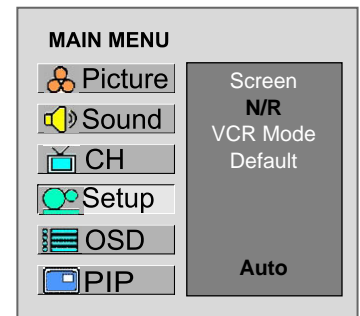 MAIN MENU
Picture
Sound
CH
Setup
OSD
PIP
Screen
N/R
VCR Mode
Default
Auto